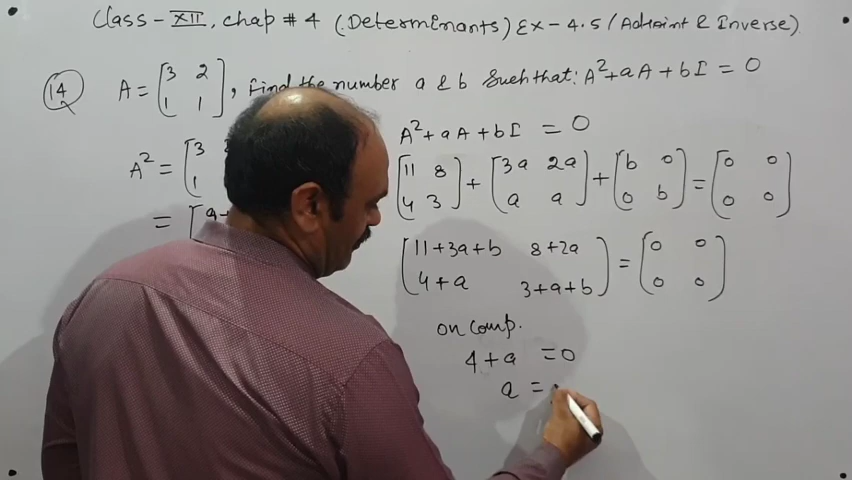 Class - XII, chap # 4 (Determenants) Ex - 4.5 (Adjoint & Inverse)
14 A = [3 2 , Find the number a & b Such that: A² + aA + bI = 0
1 1]
A² = [3
1
= [9+
A² + aA + bI = 0
[11 8 + [3a 2a + [b 0 = [0 0
4 3] a a] 0 b] 0 0]
[11+3a+b 8+2a = [0 0
4+a 3+a+b] 0 0]
on comp.
4 + a = 0
a =